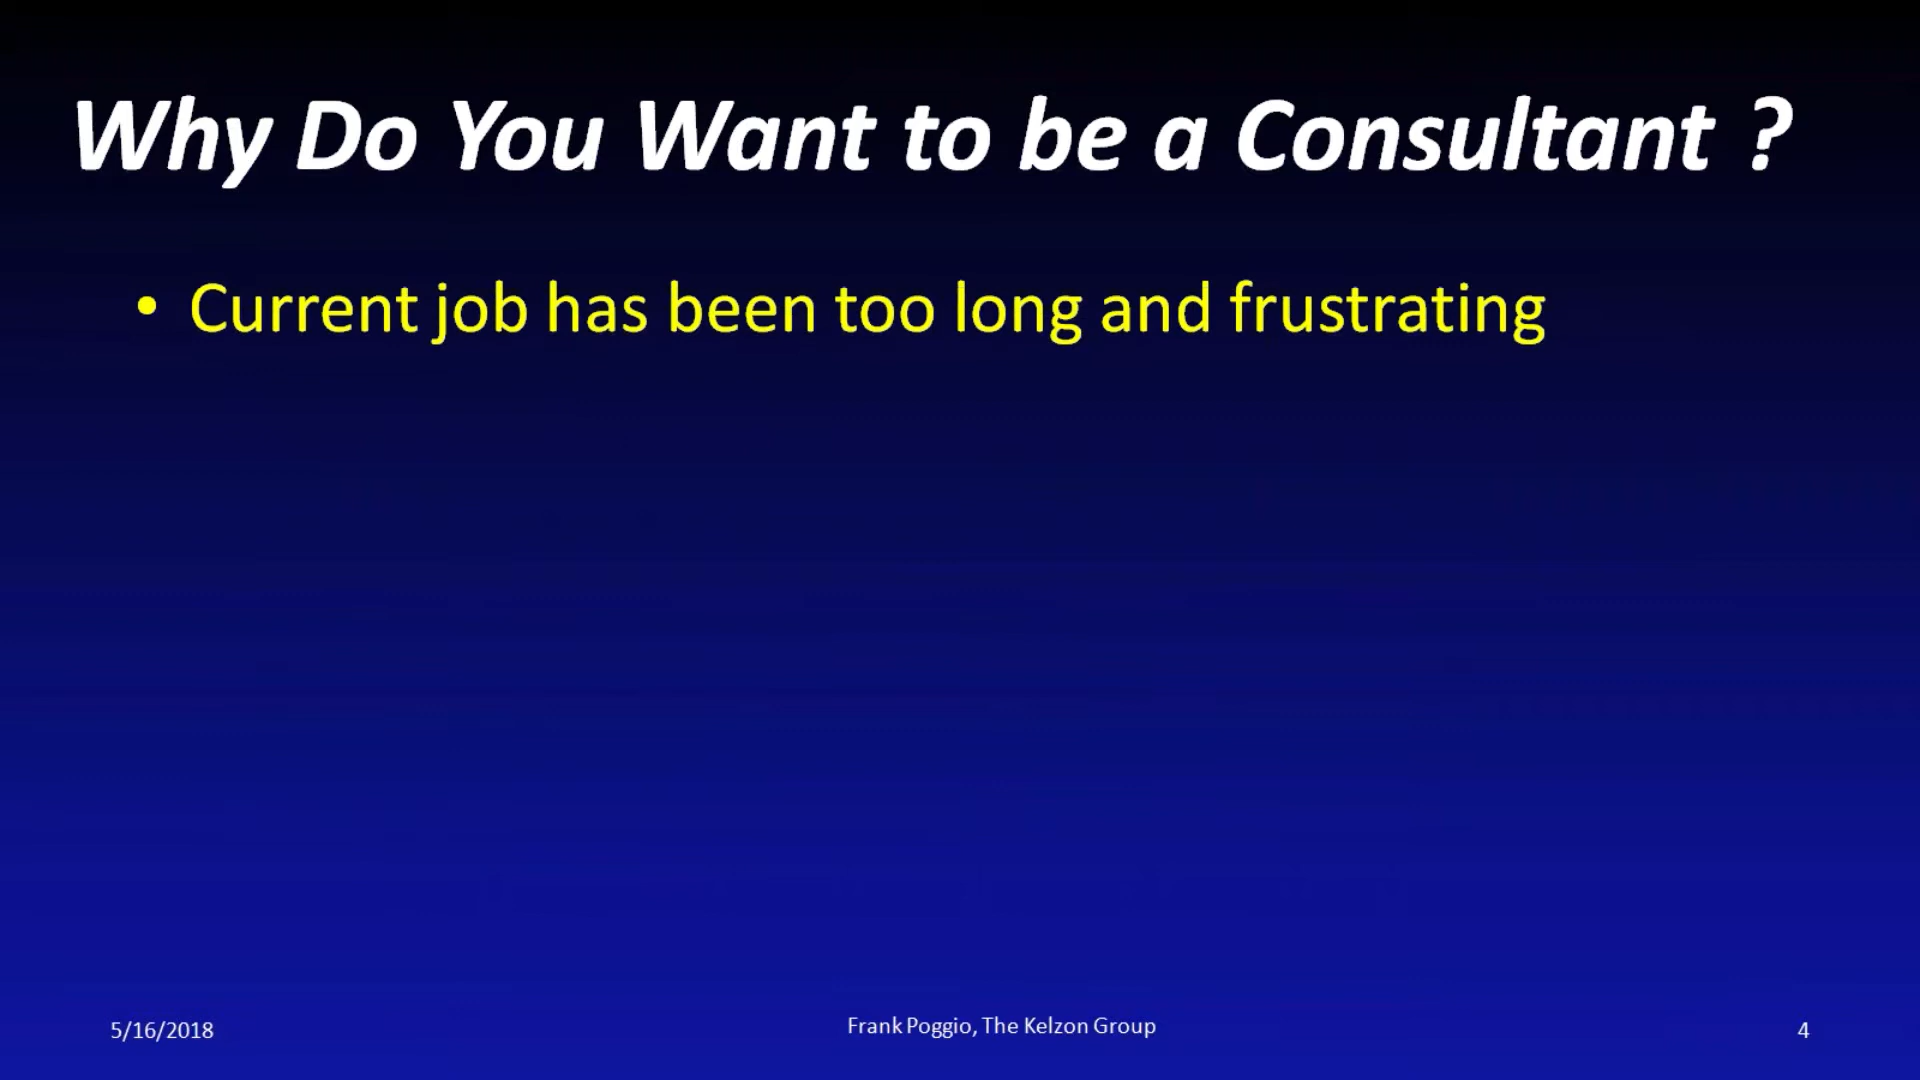 Why Do You Want to be a Consultant ?
• Current job has been too long and frustrating
5/16/2018
Frank Poggio, The Kelzon Group
4